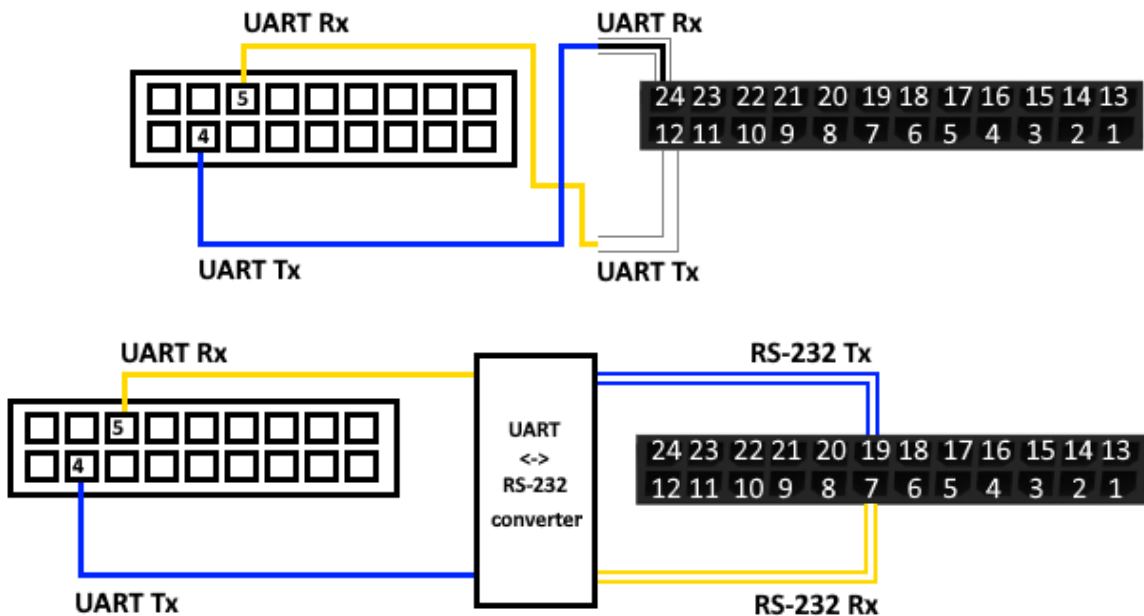 UART Rx
UART Rx
5
24 23 22 21 20 19 18 17 16 15 14 13
4
12 11 10 9 8 7 6 5 4 3 2 1
UART Tx
UART Tx
UART Rx
RS-232 Tx
5
UART
<->
RS-232
converter
24 23 22 21 20 19 18 17 16 15 14 13
4
12 11 10 9 8 7 6 5 4 3 2 1
UART Tx
RS-232 Rx